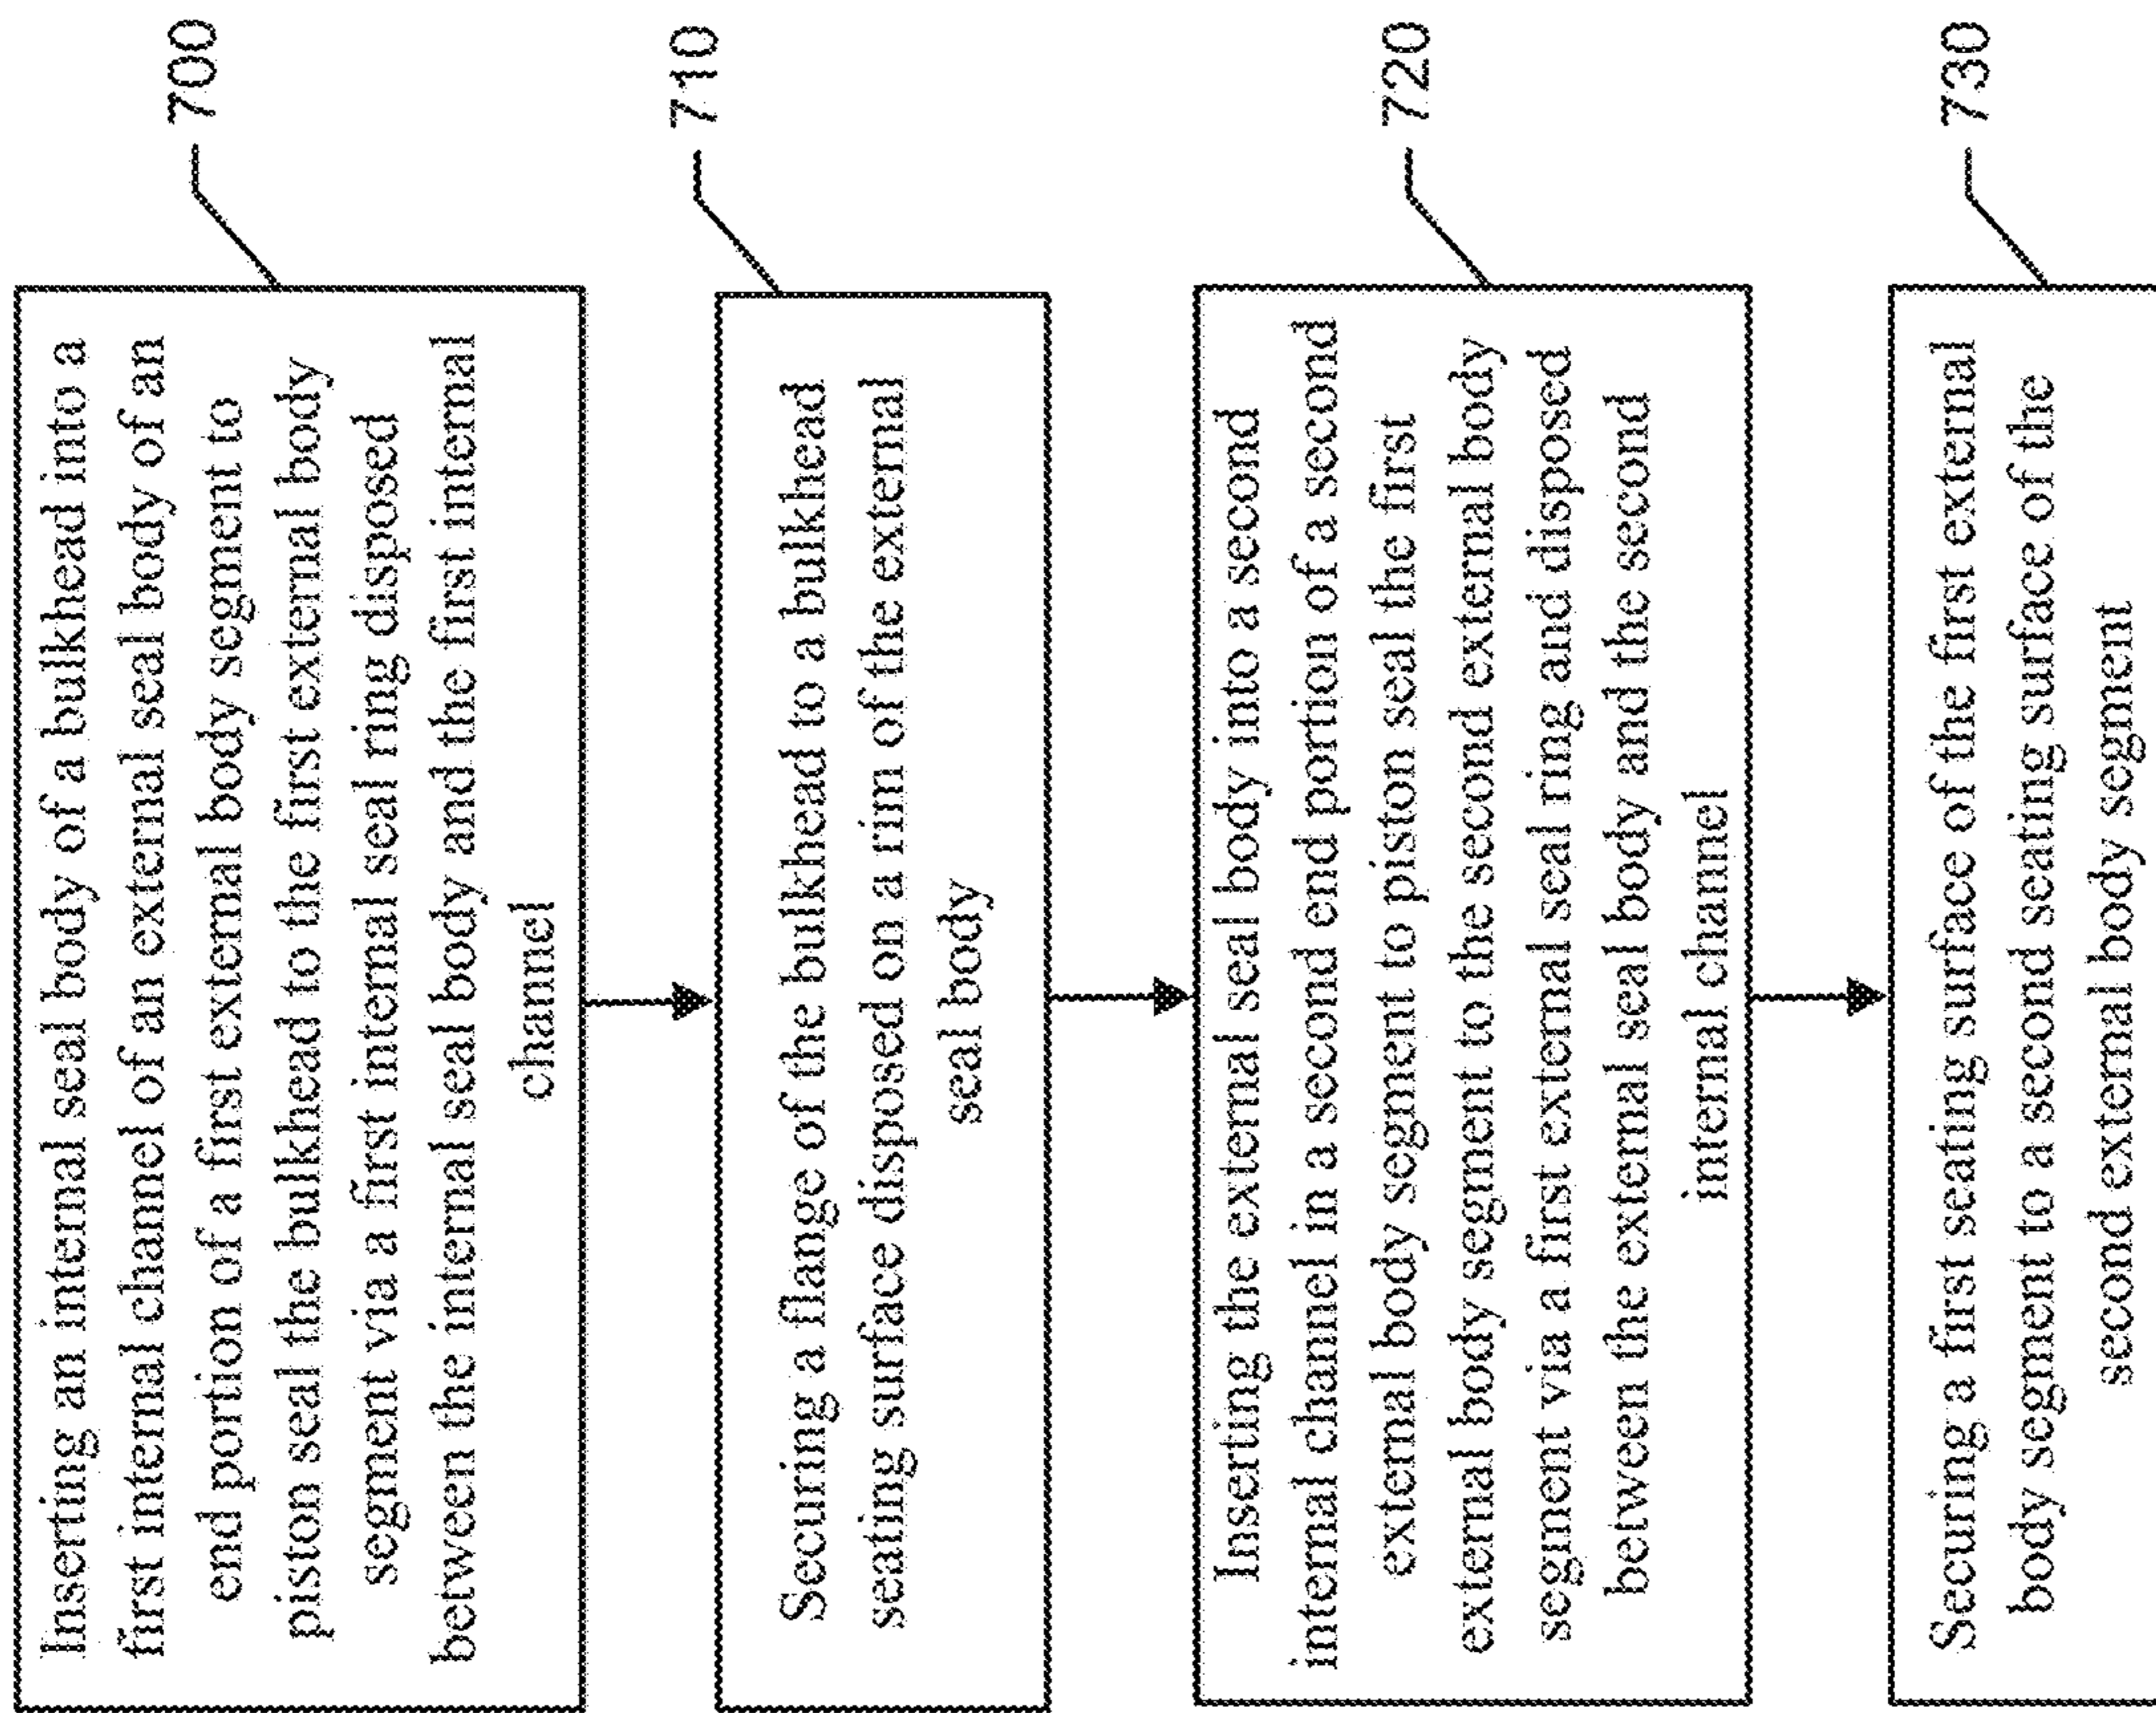 Inserting an internal seal body of a bulkhead into a
first internal channel of an external seal body of an
end portion of a first external body segment to
piston seal the bulkhead to the first external body
segment via a first internal seal ring disposed
between the internal seal body and the first internal
channel
700
Securing a flange of the bulkhead to a bulkhead
seating surface disposed on a rim of the external
seal body
710
Inserting the external seal body into a second
internal channel in a second end portion of a second
external body segment to piston seal the first
external body segment to the second external body
segment via a first external seal ring and disposed
between the external seal body and the second
internal channel
720
Securing a first seating surface of the first external
body segment to a second seating surface of the
second external body segment
730